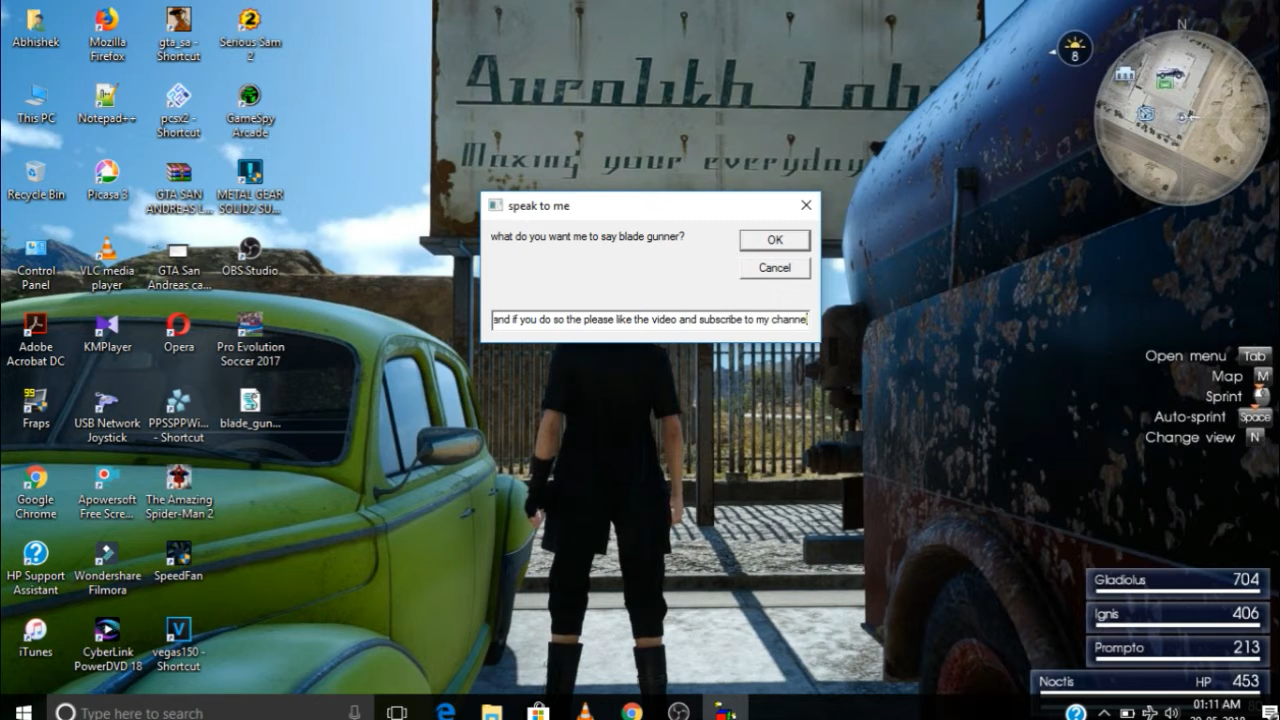 Abhishek
Mozilla
Firefox
gta_sa -
Shortcut
Serious Sam
2
This PC
Notepad++
pcsx2 -
Shortcut
GameSpy
Arcade
Recycle Bin
Picasa 3
GTA SAN
ANDREAS L...
METAL GEAR
SOLID2 SU...
Control
Panel
VLC media
player
GTA San
Andreas ca...
OBS Studio
Adobe
Acrobat DC
KMPlayer
Opera
Pro Evolution
Soccer 2017
99
Fraps
USB Network
Joystick
PPSSPPWi...
- Shortcut
blade_gun...
Google
Chrome
Apowersoft
Free Scre...
The Amazing
Spider-Man 2
HP Support
Assistant
Wondershare
Filmora
SpeedFan
iTunes
CyberLink
PowerDVD 18
vegas150 -
Shortcut
Aurolith Lab
Maxing your everyday
speak to me
what do you want me to say blade gunner?
OK
Cancel
and if you do so the please like the video and subscribe to my channe
N
8
Open menu Tab
Map M
Sprint
Auto-sprint Space
Change view N
Gladiolus 704
Ignis 406
Prompto 213
Noctis HP 453
Type here to search
01:11 AM